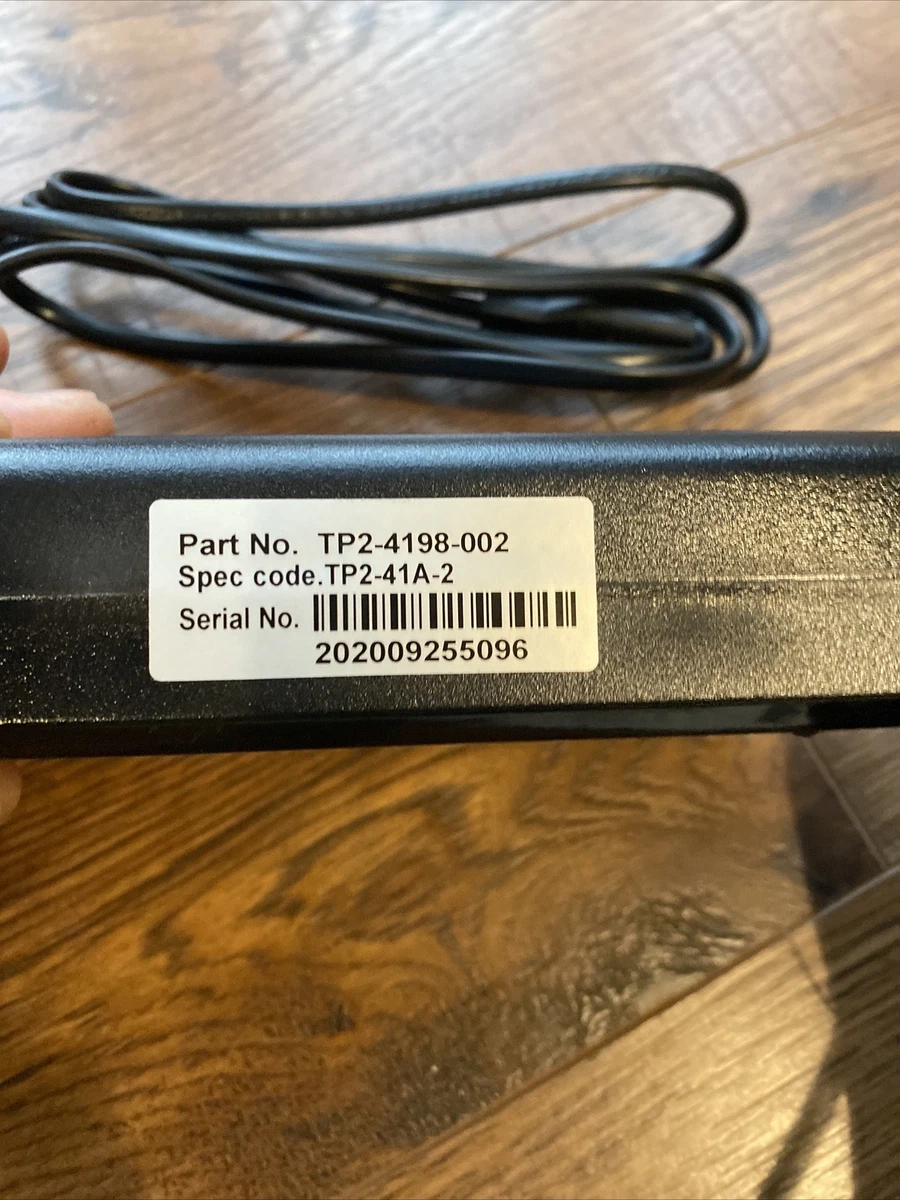 Part No. TP2-4198-002
Spec code.TP2-41A-2
Serial No.
202009255096